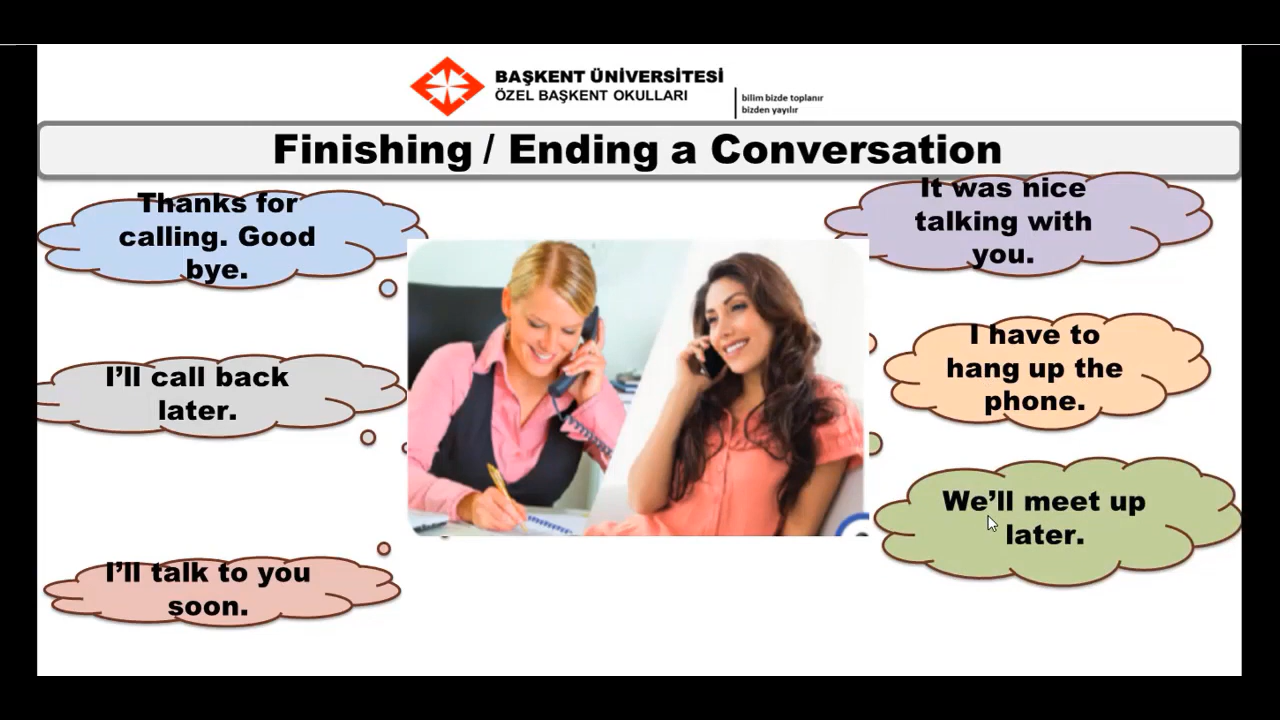 BAŞKENT ÜNİVERSİTESİ
ÖZEL BAŞKENT OKULLARI
bilim bizde toplanır
bizden yayılır
Finishing / Ending a Conversation
Thanks for
calling. Good
bye.
It was nice
talking with
you.
I'll call back
later.
I have to
hang up the
phone.
We'll meet up
later.
I'll talk to you
soon.